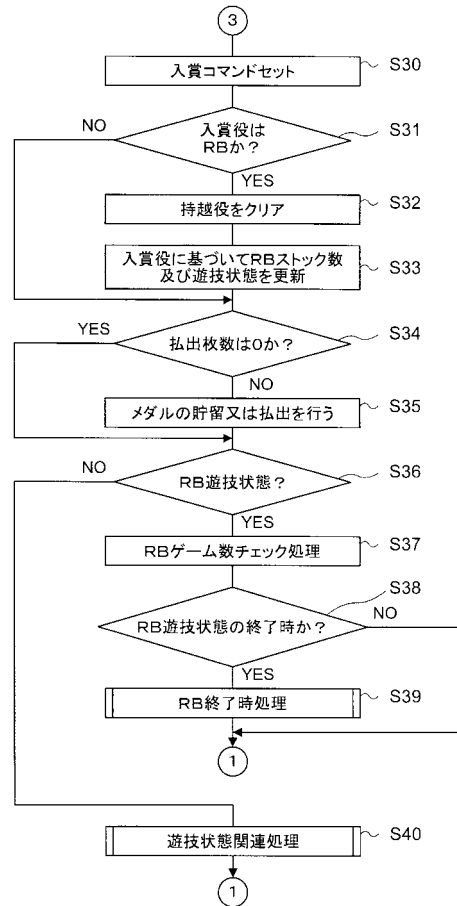 3
入賞コマンドセット
S30
入賞役は
RBか？
S31
NO
YES
持越役をクリア
S32
入賞役に基づいてRBストック数
及び遊技状態を更新
S33
払出枚数は0か？
S34
YES
NO
メダルの貯留又は払出を行う
S35
RB遊技状態？
S36
NO
YES
RBゲーム数チェック処理
S37
RB遊技状態の終了時か？
S38
NO
YES
RB終了時処理
S39
1
遊技状態関連処理
S40
1